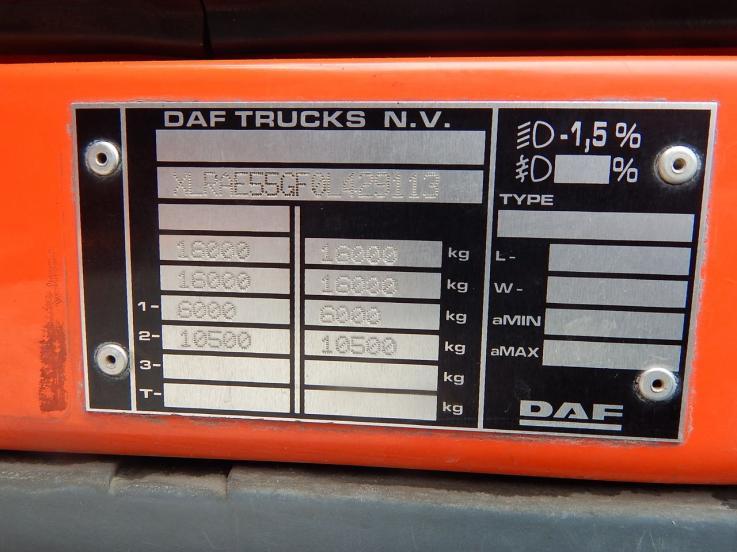 DAF TRUCKS N.V.
XLRAE55GF0L429113
16000 16000 kg
16000 16000 kg
1- 6000 6000 kg
2- 10500 10500 kg
3- kg
T- kg
-1,5 %
%
TYPE
L-
W-
aMIN
aMAX
DAF